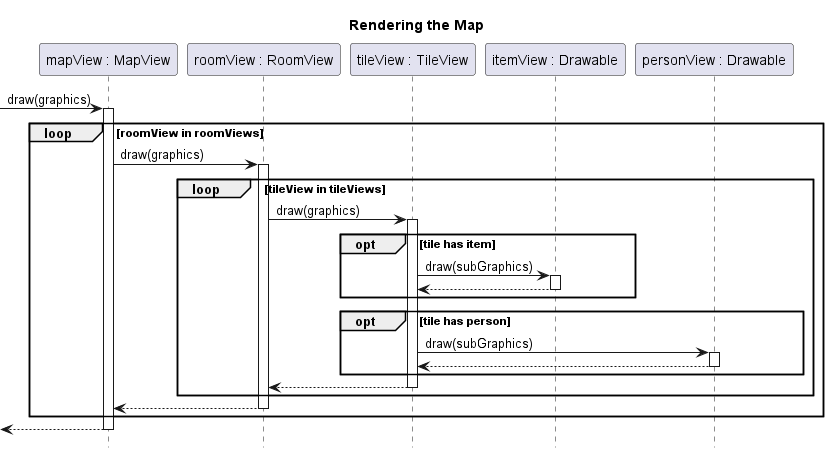 Rendering the Map
mapView : MapView
roomView : RoomView
tileView : TileView
itemView : Drawable
personView : Drawable
draw(graphics)
loop
[roomView in roomViews]
draw(graphics)
loop
[tileView in tileViews]
draw(graphics)
opt
[tile has item]
draw(subGraphics)
opt
[tile has person]
draw(subGraphics)